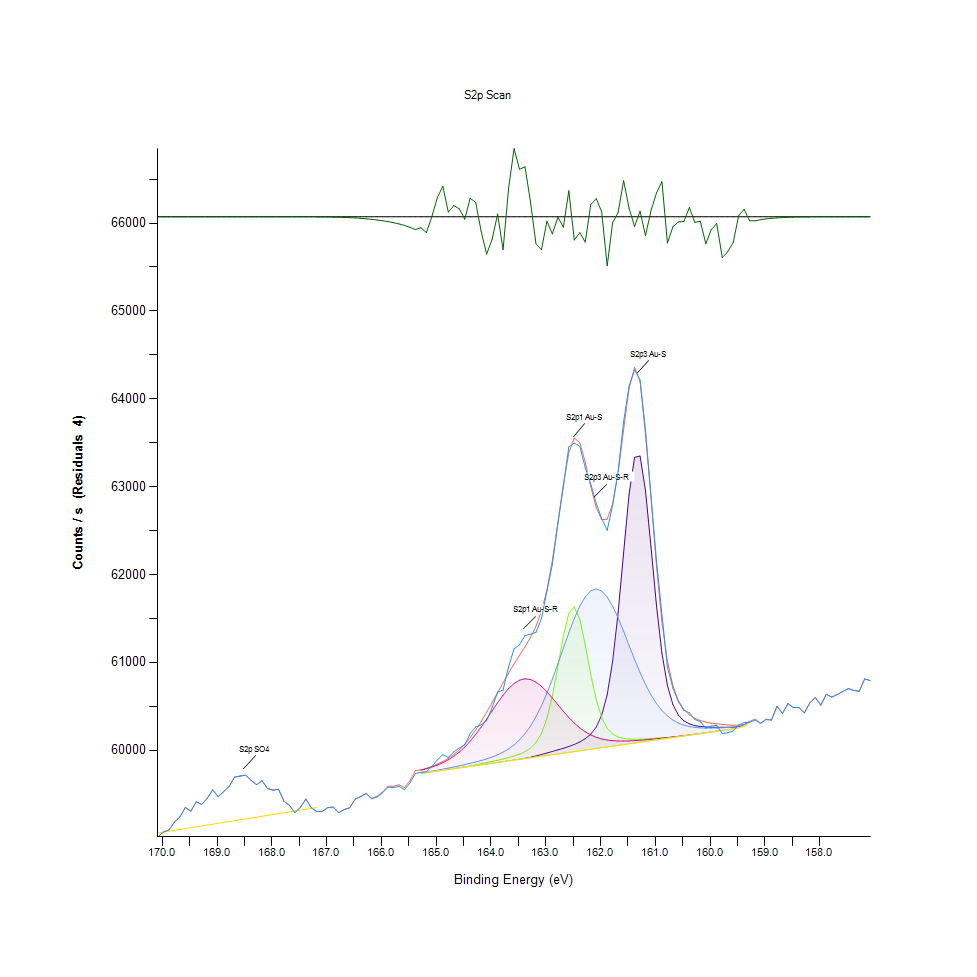 S2p Scan
66000
65000
64000
63000
62000
61000
60000
Counts / s  (Residuals  4)
S2p3 Au-S
S2p1 Au-S
S2p3 Au-S-R
S2p1 Au-S-R
S2p SO4
170.0 169.0 168.0 167.0 166.0 165.0 164.0 163.0 162.0 161.0 160.0 159.0 158.0
Binding Energy (eV)